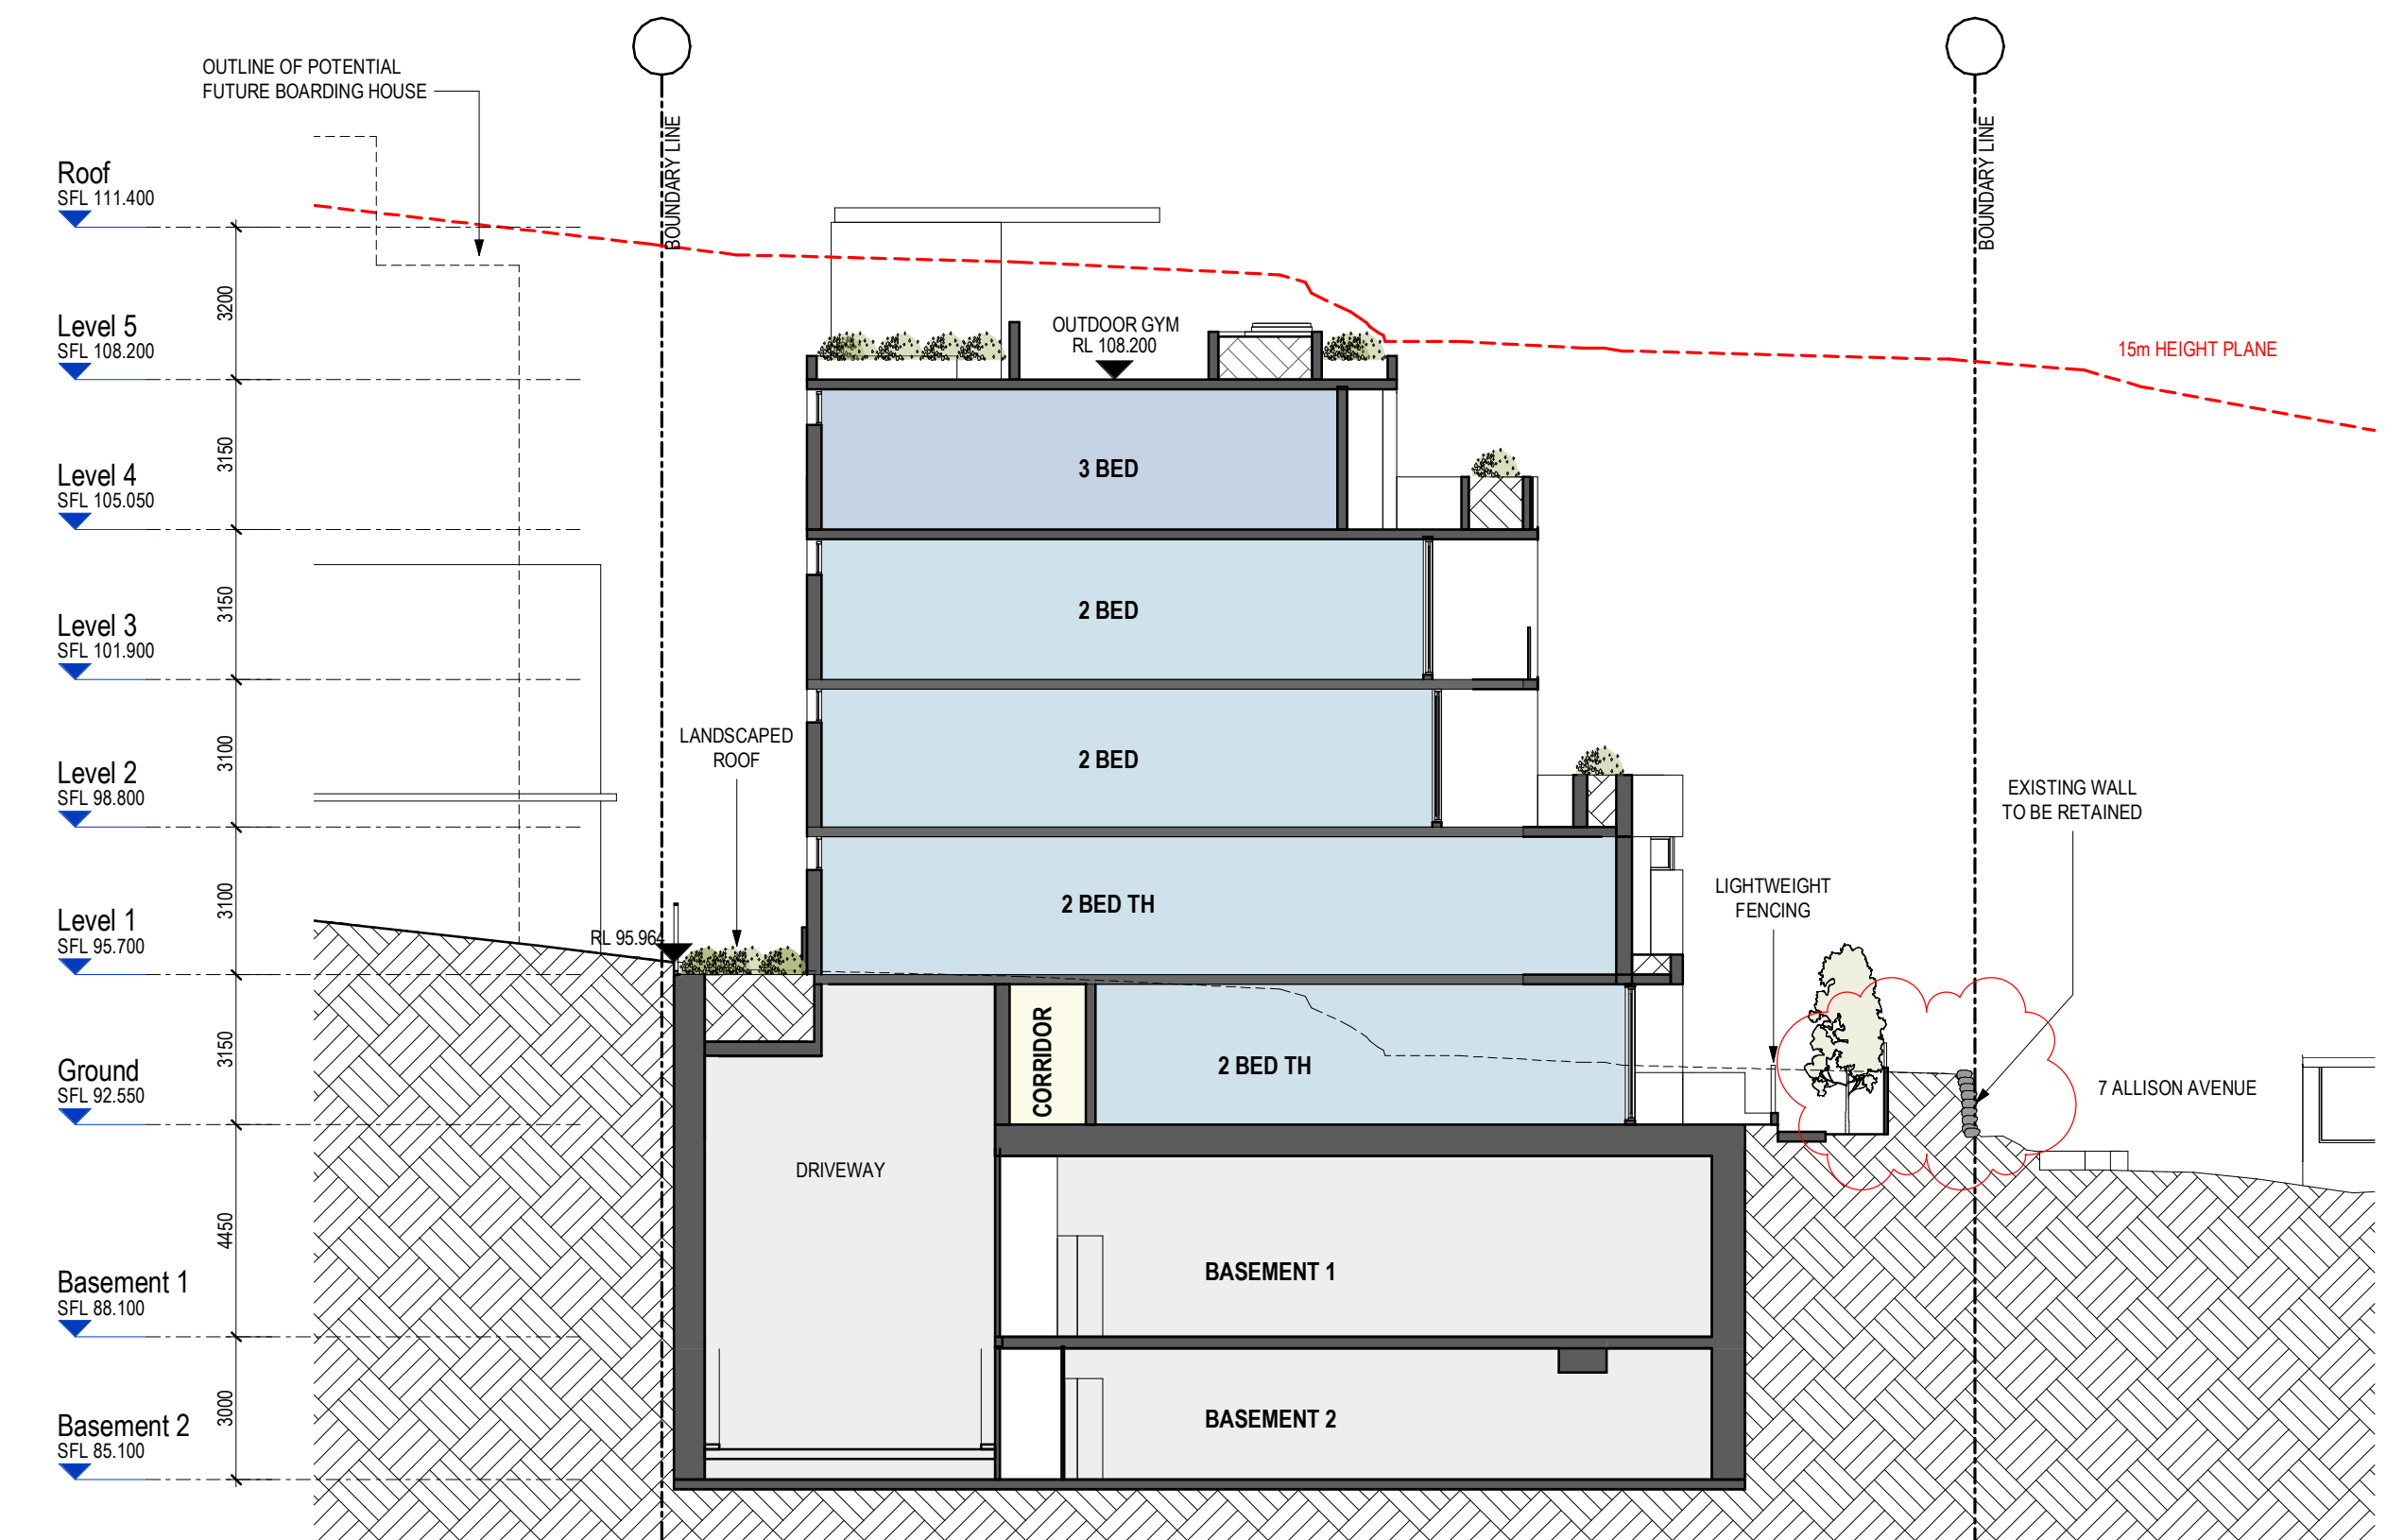 OUTLINE OF POTENTIAL
FUTURE BOARDING HOUSE
BOUNDARY LINE
BOUNDARY LINE
Roof
SFL 111.400
3200
Level 5
SFL 108.200
OUTDOOR GYM
RL 108.200
15m HEIGHT PLANE
3150
Level 4
SFL 105.050
3 BED
3150
Level 3
SFL 101.900
2 BED
3100
Level 2
SFL 98.800
LANDSCAPED
ROOF
2 BED
EXISTING WALL
TO BE RETAINED
3100
Level 1
SFL 95.700
RL 95.964
2 BED TH
LIGHTWEIGHT
FENCING
3150
Ground
SFL 92.550
CORRIDOR
2 BED TH
7 ALLISON AVENUE
DRIVEWAY
4450
Basement 1
SFL 88.100
BASEMENT 1
3000
Basement 2
SFL 85.100
BASEMENT 2